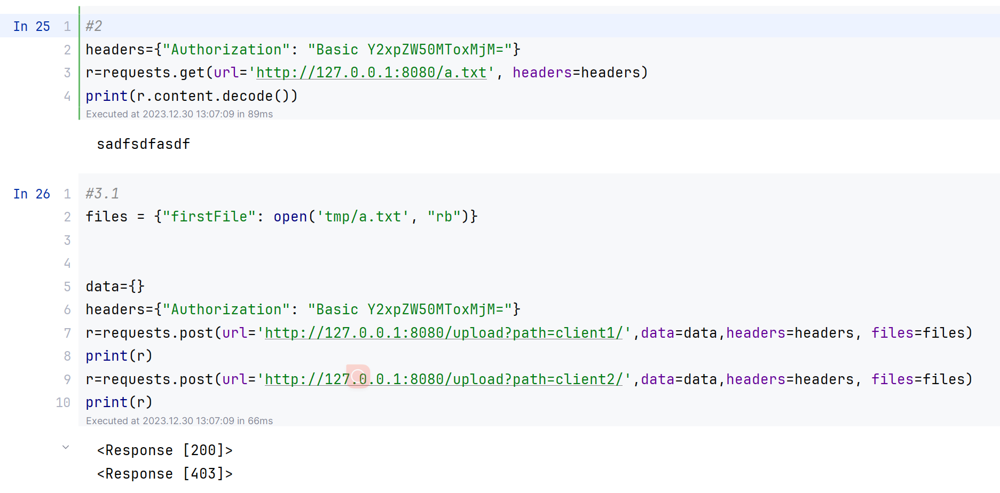 In 25 1 #2
2 headers={"Authorization": "Basic Y2xpZW50MToxMjM="}
3 r=requests.get(url='http://127.0.0.1:8080/a.txt', headers=headers)
4 print(r.content.decode())
Executed at 2023.12.30 13:07:09 in 89ms
sadfsdfasdf
In 26 1 #3.1
2 files = {"firstFile": open('tmp/a.txt', "rb")}
3
4
5 data={}
6 headers={"Authorization": "Basic Y2xpZW50MToxMjM="}
7 r=requests.post(url='http://127.0.0.1:8080/upload?path=client1/',data=data,headers=headers, files=files)
8 print(r)
9 r=requests.post(url='http://127.0.0.1:8080/upload?path=client2/',data=data,headers=headers, files=files)
10 print(r)
Executed at 2023.12.30 13:07:09 in 66ms
<Response [200]>
<Response [403]>